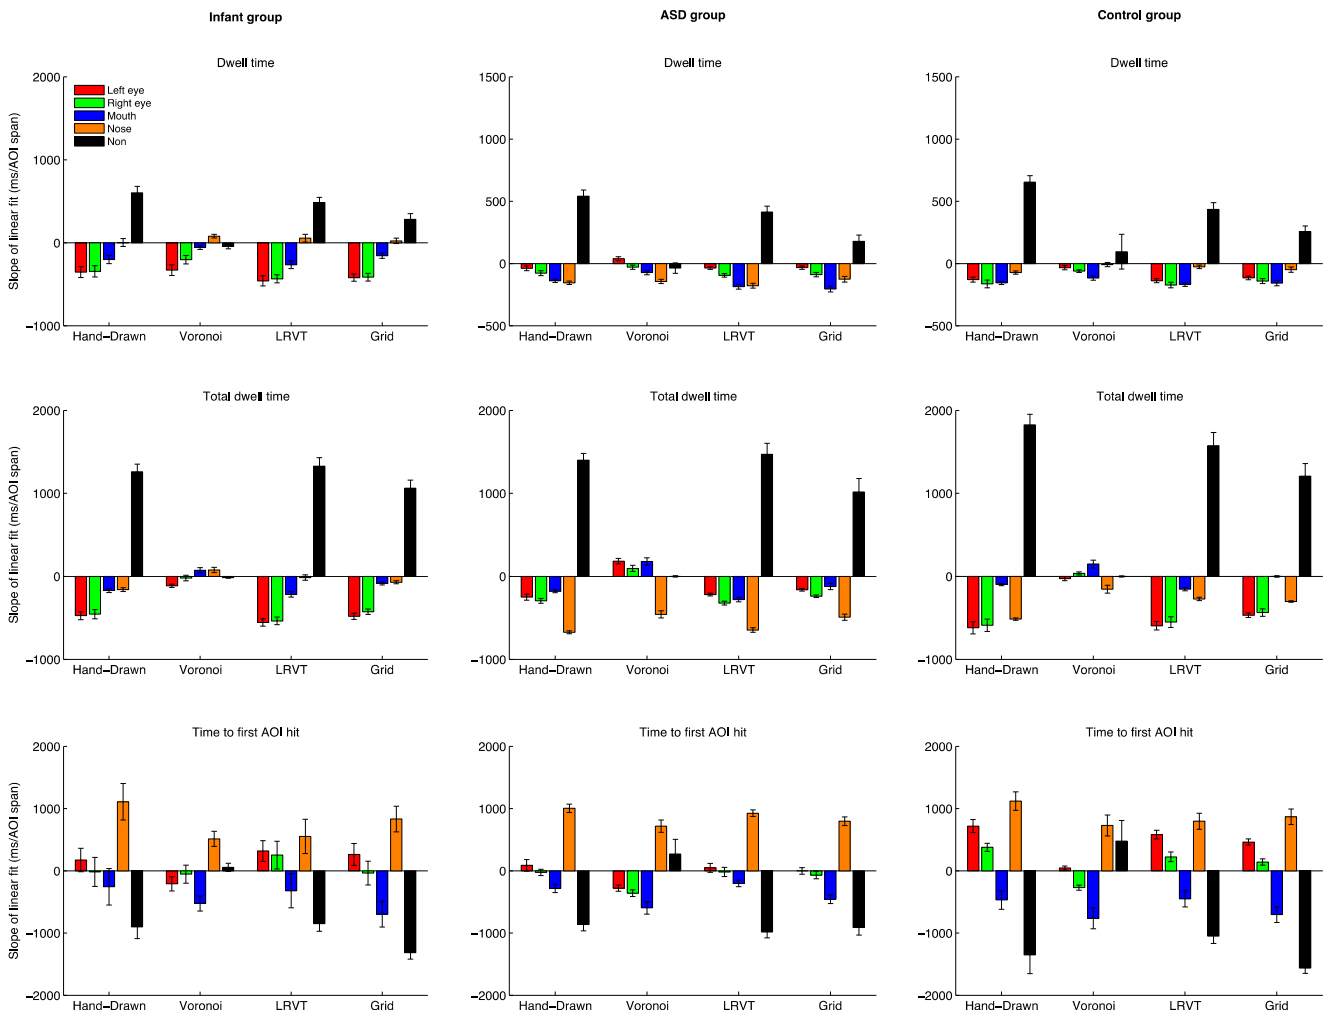 Infant group
ASD group
Control group
Dwell time
Dwell time
Dwell time
Slope of linear fit (ms/AOI span)
2000
1000
0
−1000
Left eye
Right eye
Mouth
Nose
Non
Hand−Drawn Voronoi LRVT Grid
1500
1000
500
0
−500
Hand−Drawn Voronoi LRVT Grid
1500
1000
500
0
−500
Hand−Drawn Voronoi LRVT Grid
Total dwell time
Total dwell time
Total dwell time
Slope of linear fit (ms/AOI span)
2000
1000
0
−1000
Hand−Drawn Voronoi LRVT Grid
2000
1000
0
−1000
Hand−Drawn Voronoi LRVT Grid
2000
1000
0
−1000
Hand−Drawn Voronoi LRVT Grid
Time to first AOI hit
Time to first AOI hit
Time to first AOI hit
Slope of linear fit (ms/AOI span)
2000
1000
0
−1000
−2000
Hand−Drawn Voronoi LRVT Grid
2000
1000
0
−1000
−2000
Hand−Drawn Voronoi LRVT Grid
2000
1000
0
−1000
−2000
Hand−Drawn Voronoi LRVT Grid